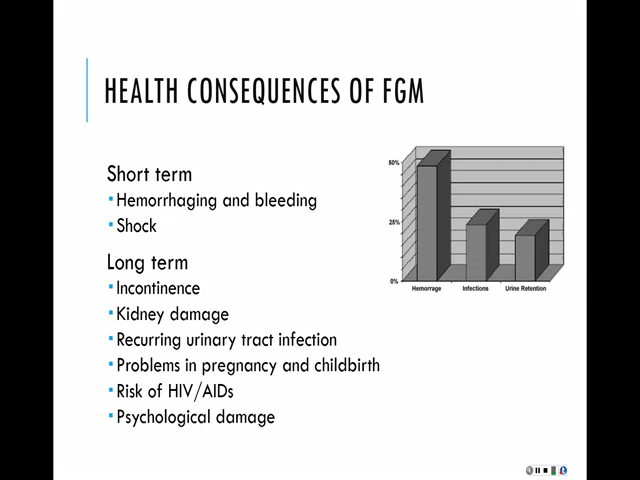 HEALTH CONSEQUENCES OF FGM
Short term
Hemorrhaging and bleeding
Shock
Long term
Incontinence
Kidney damage
Recurring urinary tract infection
Problems in pregnancy and childbirth
Risk of HIV/AIDs
Psychological damage
50%
25%
0%
Hemorrage Infections Urine Retention